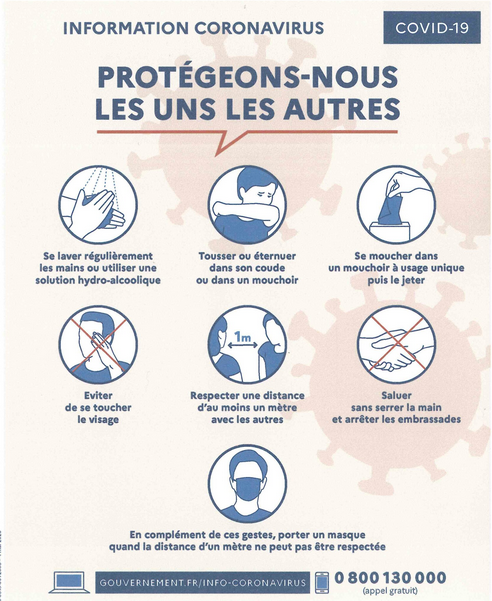 INFORMATION CORONAVIRUS
COVID-19
PROTÉGEONS-NOUS
LES UNS LES AUTRES
Se laver régulièrement
les mains ou utiliser une
solution hydro-alcoolique
Tousser ou éternuer
dans son coude
ou dans un mouchoir
Se moucher dans
un mouchoir à usage unique
puis le jeter
1m
Eviter
de se toucher
le visage
Respecter une distance
d'au moins un mètre
avec les autres
Saluer
sans serrer la main
et arrêter les embrassades
En complément de ces gestes, porter un masque
quand la distance d'un mètre ne peut pas être respectée
GOUVERNEMENT.FR/INFO-CORONAVIRUS
0 800 130 000
(appel gratuit)